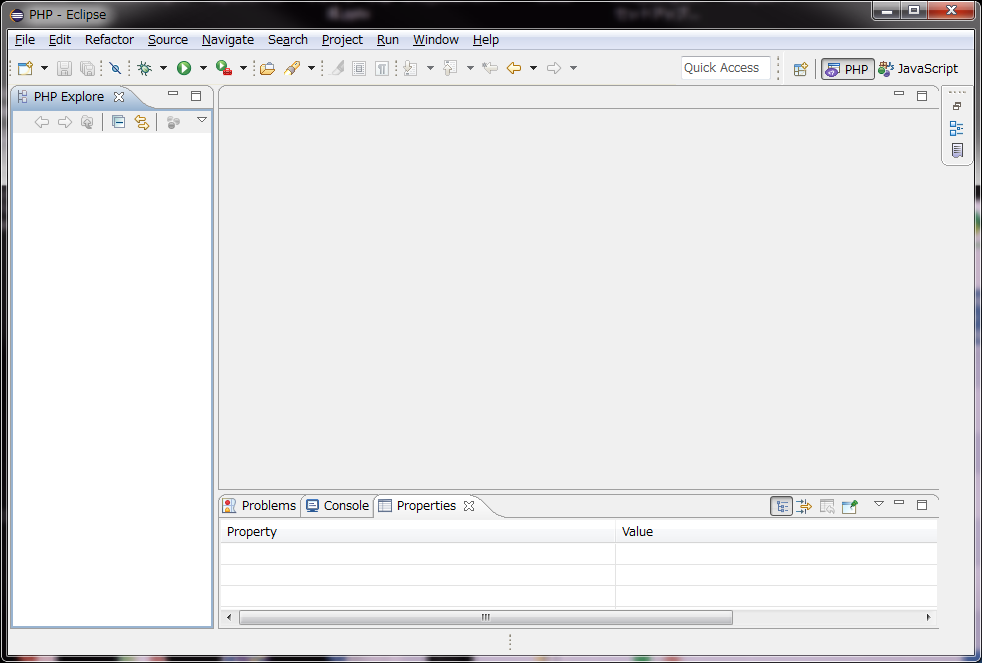 PHP - Eclipse
File Edit Refactor Source Navigate Search Project Run Window Help
Quick Access PHP JavaScript
PHP Explore
Problems Console Properties
Property Value